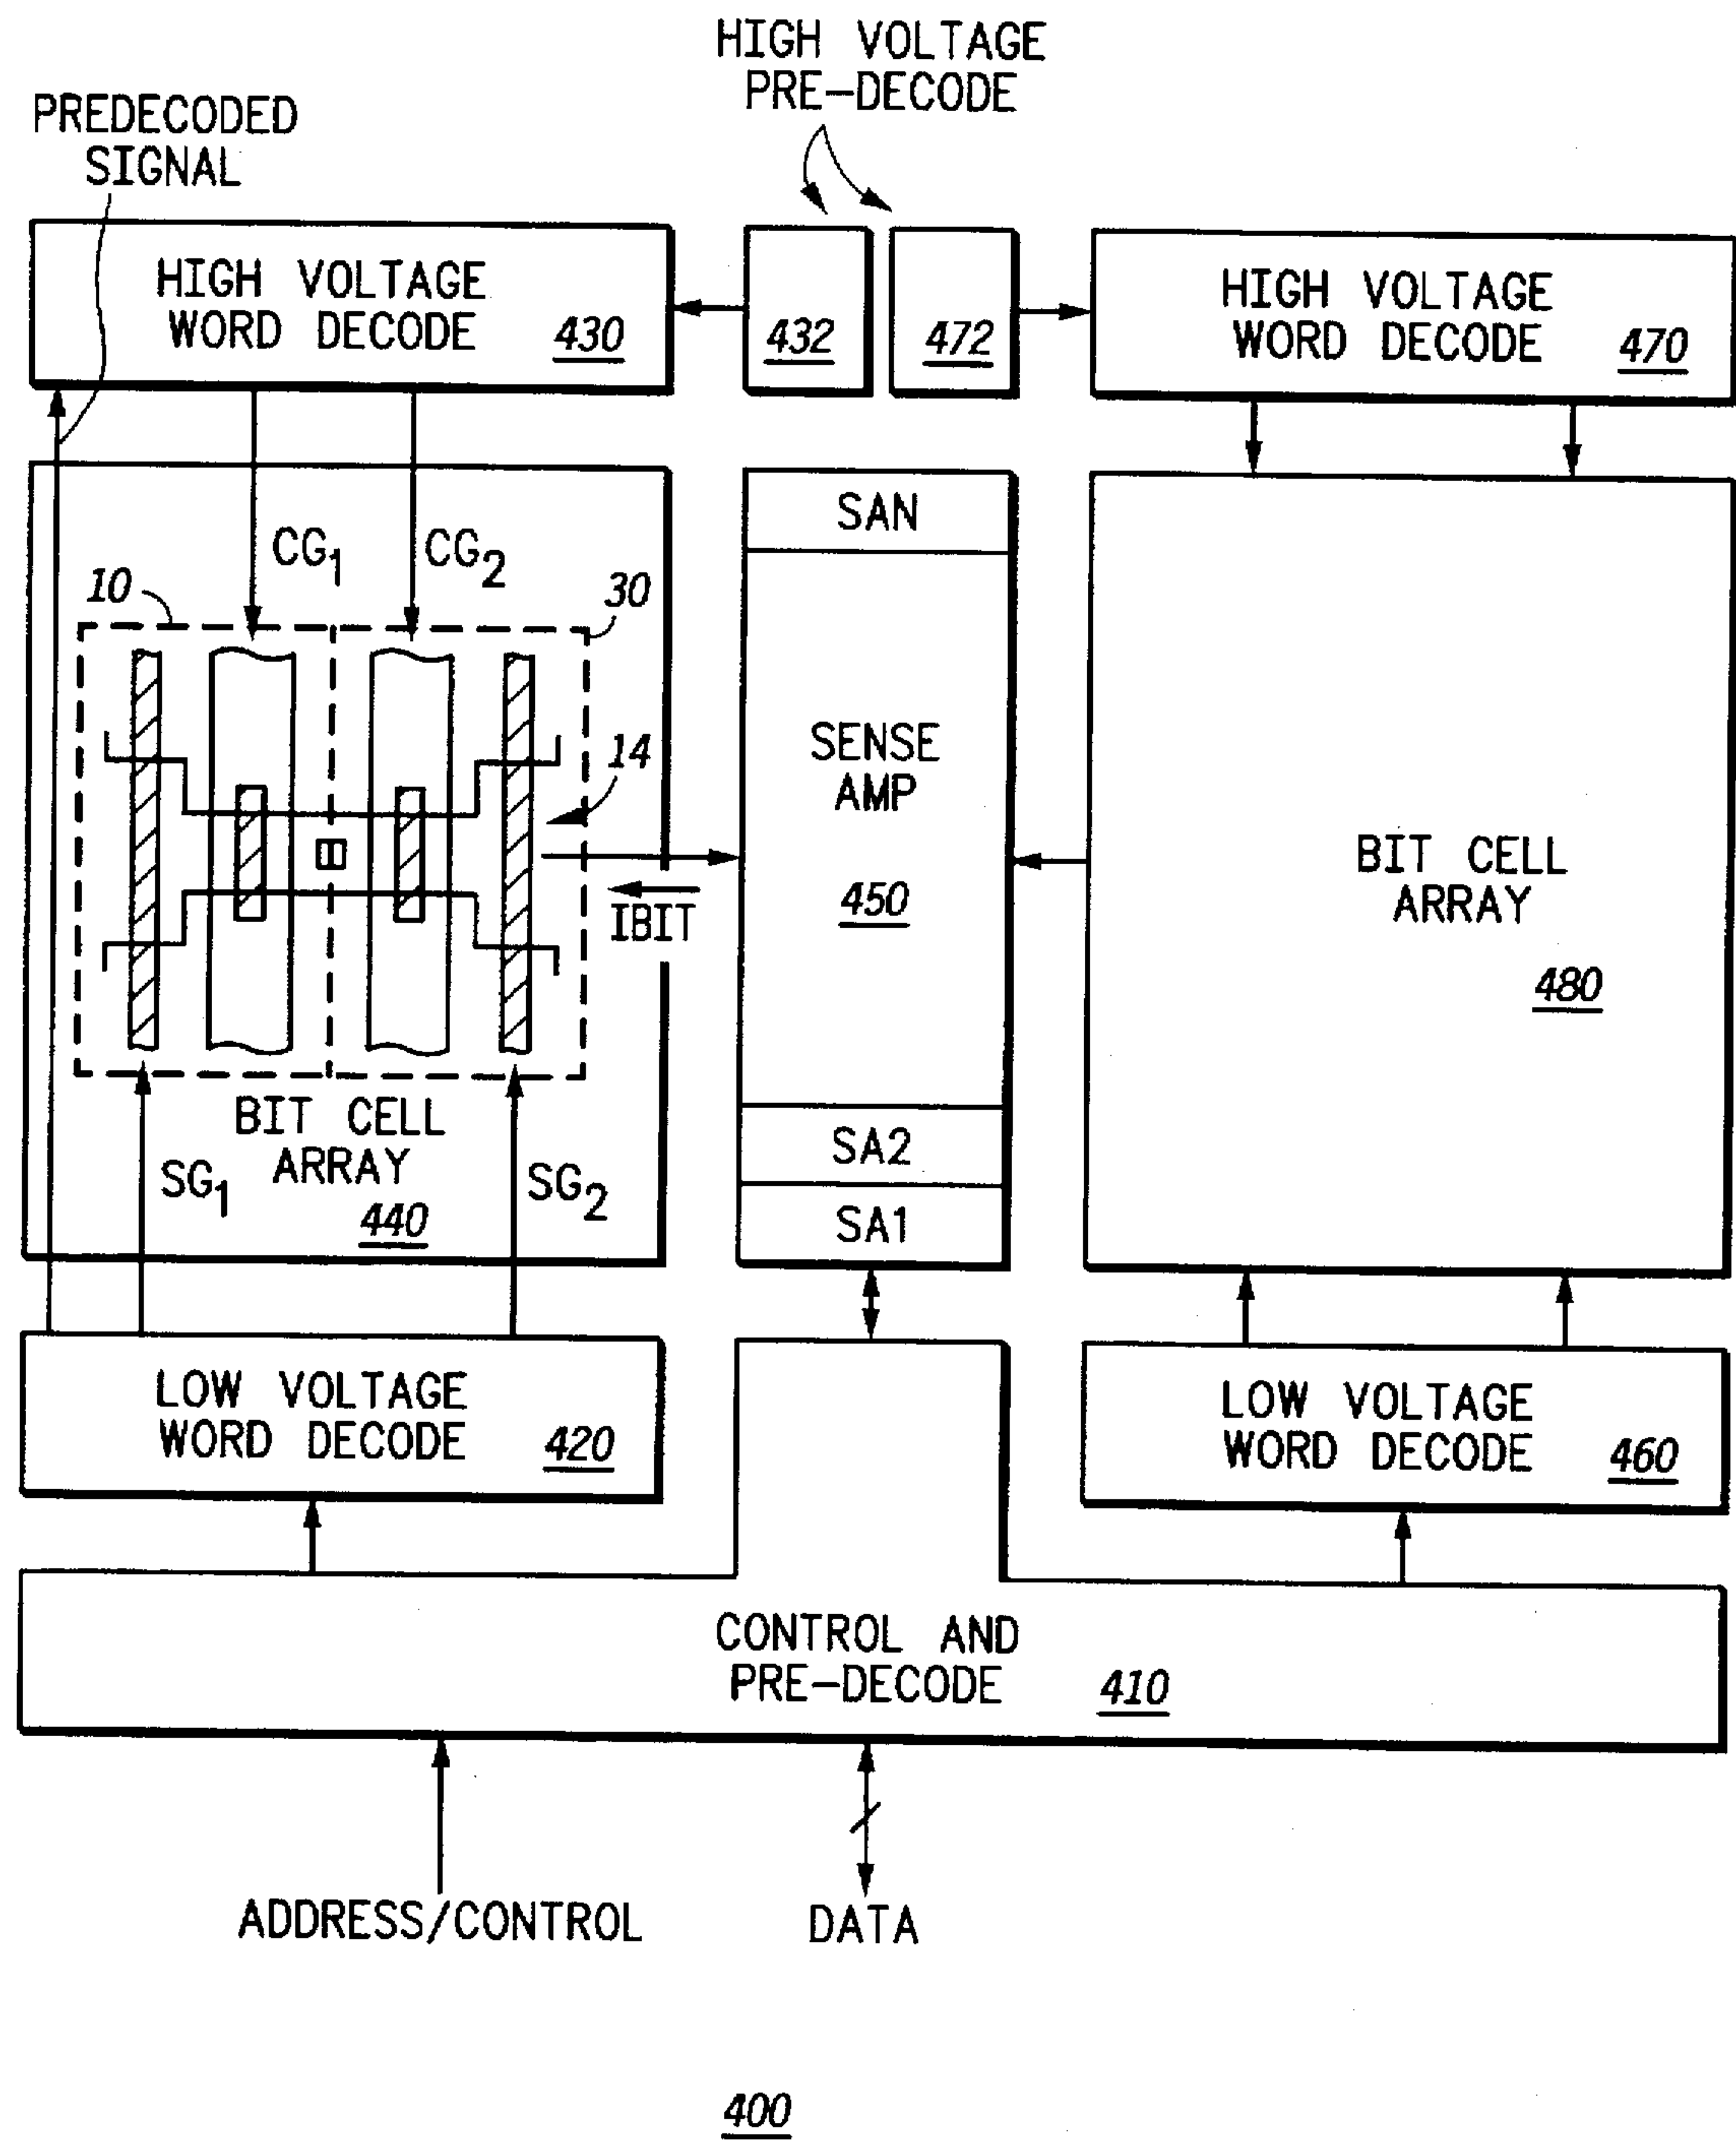 HIGH VOLTAGE
PRE-DECODE
PREDECODED
SIGNAL
HIGH VOLTAGE
WORD DECODE 430
432
472
HIGH VOLTAGE
WORD DECODE 470
CG1
CG2
10
30
14
IBIT
BIT CELL
ARRAY
440
SG1
SG2
SAN
SENSE
AMP
450
SA2
SA1
BIT CELL
ARRAY
480
LOW VOLTAGE
WORD DECODE 420
LOW VOLTAGE
WORD DECODE 460
CONTROL AND
PRE-DECODE 410
ADDRESS/CONTROL
DATA
400